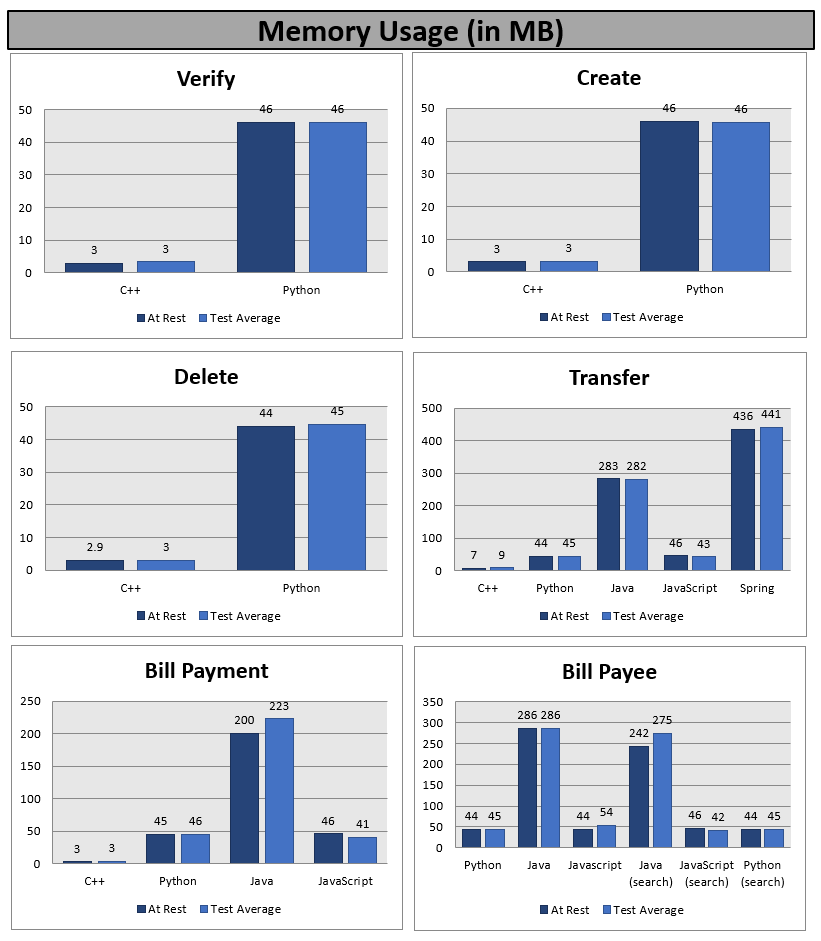 Memory Usage (in MB)
Verify
50
40
30
20
10
0
3
3
46
46
C++
Python
At Rest
Test Average
Create
50
40
30
20
10
0
3
3
46
46
C++
Python
At Rest
Test Average
Delete
50
40
30
20
10
0
2.9
3
44
45
C++
Python
At Rest
Test Average
Transfer
500
400
300
200
100
0
7
9
44
45
283
282
46
43
436
441
C++
Python
Java
JavaScript
Spring
At Rest
Test Average
Bill Payment
250
200
150
100
50
0
3
3
45
46
200
223
46
41
C++
Python
Java
JavaScript
At Rest
Test Average
Bill Payee
350
300
250
200
150
100
50
0
44
45
286
286
44
54
242
275
46
42
44
45
Python
Java
Javascript
Java
(search)
JavaScript
(search)
Python
(search)
At Rest
Test Average